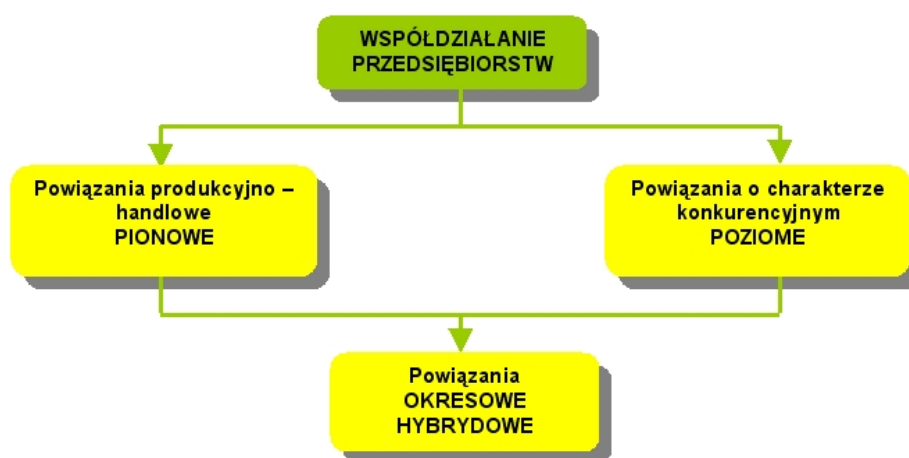 WSPÓŁDZIAŁANIE
PRZEDSIĘBIORSTW
Powiązania produkcyjno –
handlowe
PIONOWE
Powiązania o charakterze
konkurencyjnym
POZIOME
Powiązania
OKRESOWE
HYBRYDOWE